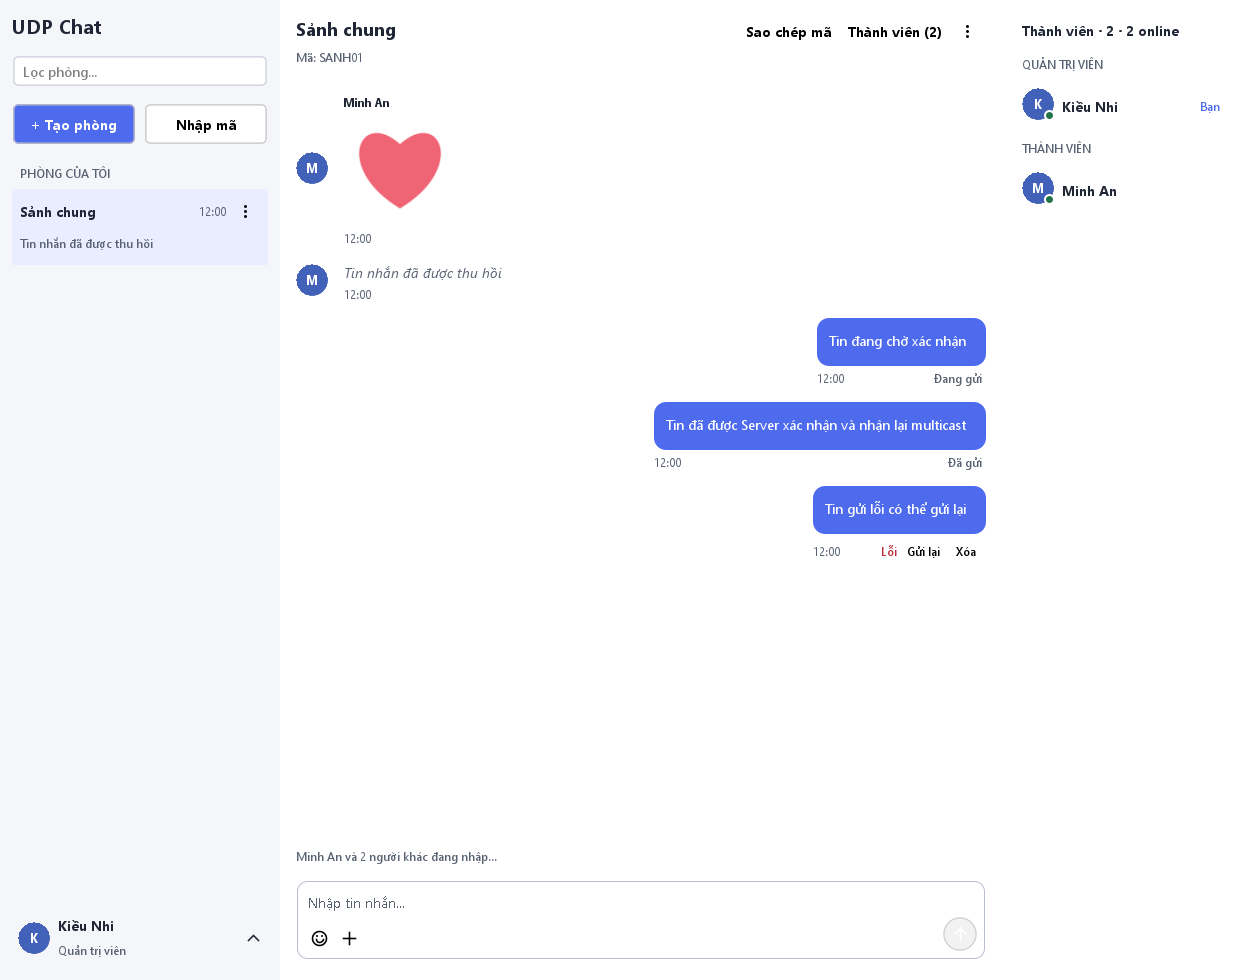 UDP Chat
Lọc phòng...
+ Tạo phòng
Nhập mã
PHÒNG CỦA TÔI
Sảnh chung 12:00
Tin nhắn đã được thu hồi
Kiều Nhi
Quản trị viên
Sảnh chung
Mã: SANH01
Sao chép mã
Thành viên (2)
Minh An
M
12:00
M
Tin nhắn đã được thu hồi
12:00
Tin đang chờ xác nhận
12:00 Đang gửi
Tin đã được Server xác nhận và nhận lại multicast
12:00 Đã gửi
Tin gửi lỗi có thể gửi lại
12:00 Lỗi Gửi lại Xóa
Minh An và 2 người khác đang nhập...
Nhập tin nhắn...
K
Thành viên - 2 - 2 online
QUẢN TRỊ VIÊN
K Kiều Nhi Bạn
THÀNH VIÊN
M Minh An